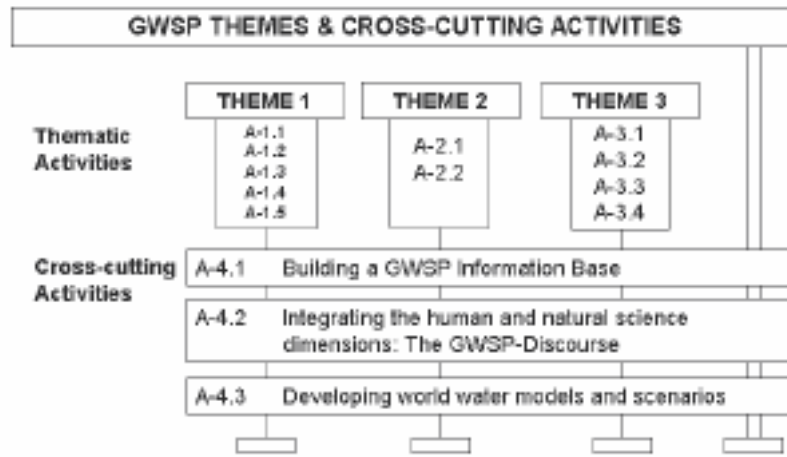 GWSP THEMES & CROSS-CUTTING ACTIVITIES
THEME 1
THEME 2
THEME 3
Thematic
Activities
A-1.1
A-1.2
A-1.3
A-1.4
A-1.5
A-2.1
A-2.2
A-3.1
A-3.2
A-3.3
A-3.4
Cross-cutting
Activities
A-4.1 Building a GWSP Information Base
A-4.2 Integrating the human and natural science
dimensions: The GWSP-Discourse
A-4.3 Developing world water models and scenarios